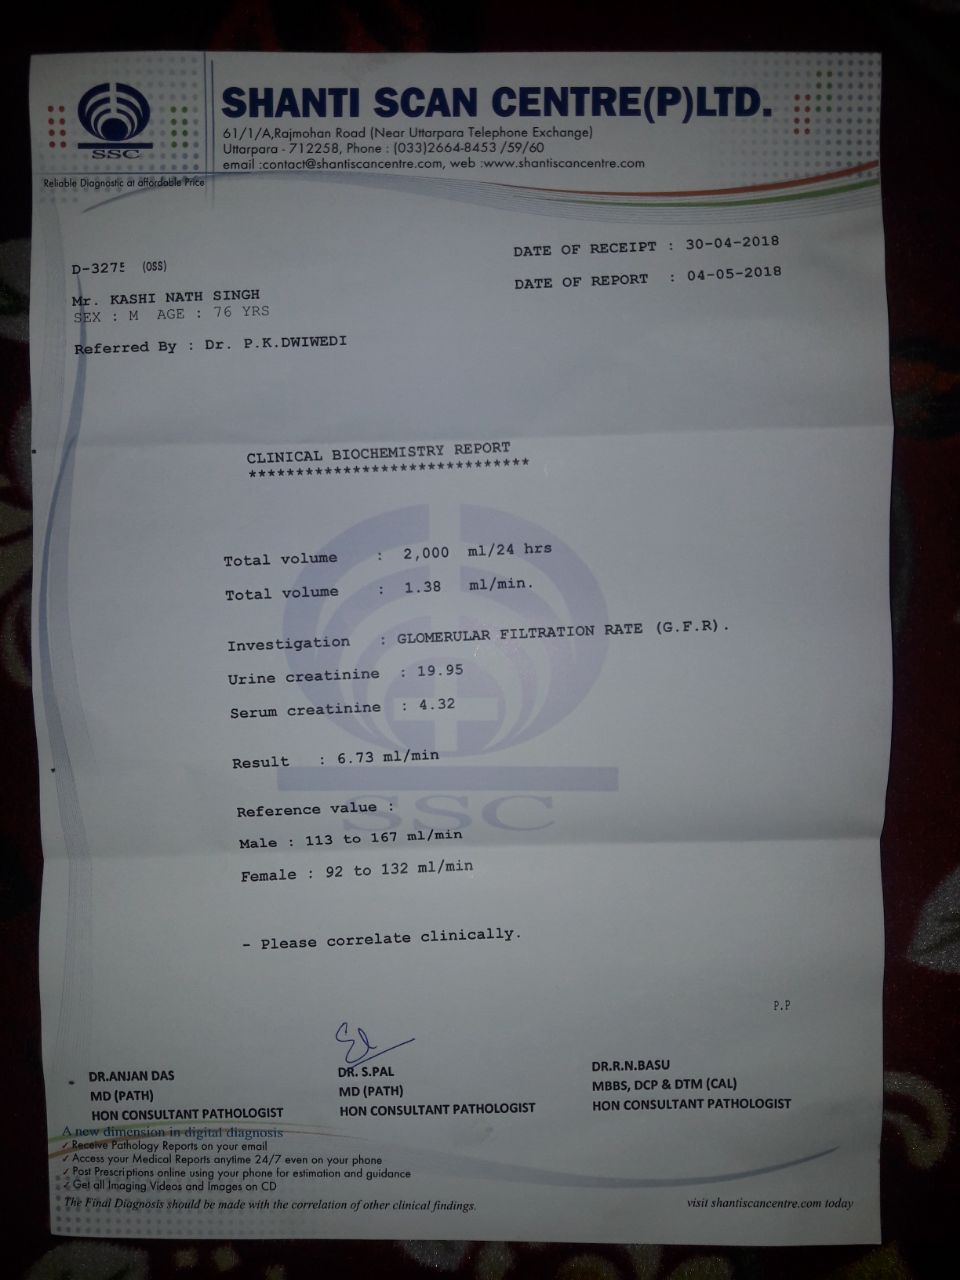 SHANTI SCAN CENTRE(P)LTD.
61/1/A,Rajmohan Road (Near Uttarpara Telephone Exchange)
Uttarpara - 712258, Phone : (033)2664-8453 /59/60
email :contact@shantiscancentre.com, web :www.shantiscancentre.com
SSC
Reliable Diagnostic at affordable Price
DATE OF RECEIPT : 30-04-2018
D-3275 (OSS)
DATE OF REPORT : 04-05-2018
Mr. KASHI NATH SINGH
SEX : M AGE : 76 YRS
Referred By : Dr. P.K.DWIWEDI
CLINICAL BIOCHEMISTRY REPORT
******************************
Total volume : 2,000 ml/24 hrs
Total volume : 1.38 ml/min.
Investigation : GLOMERULAR FILTRATION RATE (G.F.R).
Urine creatinine : 19.95
Serum creatinine : 4.32
Result : 6.73 ml/min
SSC
Reference value :
Male : 113 to 167 ml/min
Female : 92 to 132 ml/min
- Please correlate clinically.
P.P
DR.ANJAN DAS
MD (PATH)
HON CONSULTANT PATHOLOGIST
DR. S.PAL
MD (PATH)
HON CONSULTANT PATHOLOGIST
DR.R.N.BASU
MBBS, DCP & DTM (CAL)
HON CONSULTANT PATHOLOGIST
A new dimension in digital diagnosis
✓ Receive Pathology Reports on your email
✓ Access your Medical Reports anytime 24/7 even on your phone
✓ Post Prescriptions online using your phone for estimation and guidance
✓ Get all Imaging Videos and Images on CD
The Final Diagnosis should be made with the correlation of other clinical findings.
visit shantiscancentre.com today